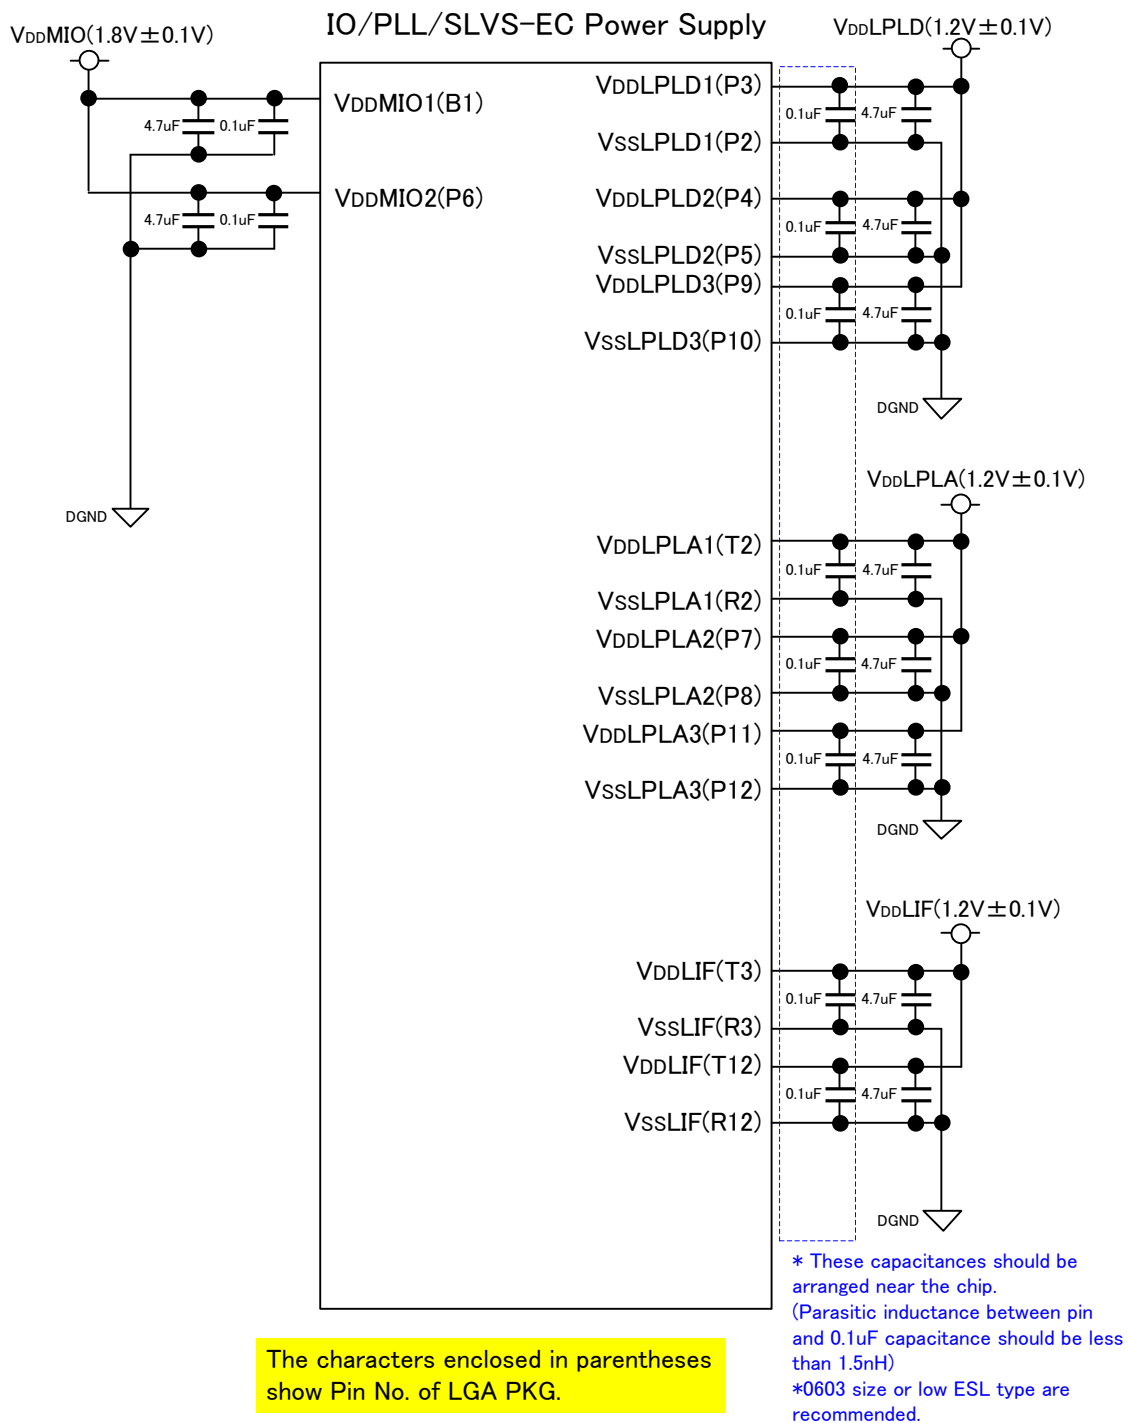 IO/PLL/SLVS-EC Power Supply
VDDMIO(1.8V±0.1V)
VDDMIO1(B1)
4.7uF 0.1uF
VDDMIO2(P6)
4.7uF 0.1uF
DGND
VDDLPLD(1.2V±0.1V)
VDDLPLD1(P3)
0.1uF 4.7uF
VSSLPLD1(P2)
VDDLPLD2(P4)
0.1uF 4.7uF
VSSLPLD2(P5)
VDDLPLD3(P9)
0.1uF 4.7uF
VSSLPLD3(P10)
DGND
VDDLPLA(1.2V±0.1V)
VDDLPLA1(T2)
0.1uF 4.7uF
VSSLPLA1(R2)
VDDLPLA2(P7)
0.1uF 4.7uF
VSSLPLA2(P8)
VDDLPLA3(P11)
0.1uF 4.7uF
VSSLPLA3(P12)
DGND
VDDLIF(1.2V±0.1V)
VDDLIF(T3)
0.1uF 4.7uF
VSSLIF(R3)
VDDLIF(T12)
0.1uF 4.7uF
VSSLIF(R12)
DGND
* These capacitances should be
arranged near the chip.
(Parasitic inductance between pin
and 0.1uF capacitance should be less
than 1.5nH)
*0603 size or low ESL type are
recommended.
The characters enclosed in parentheses
show Pin No. of LGA PKG.